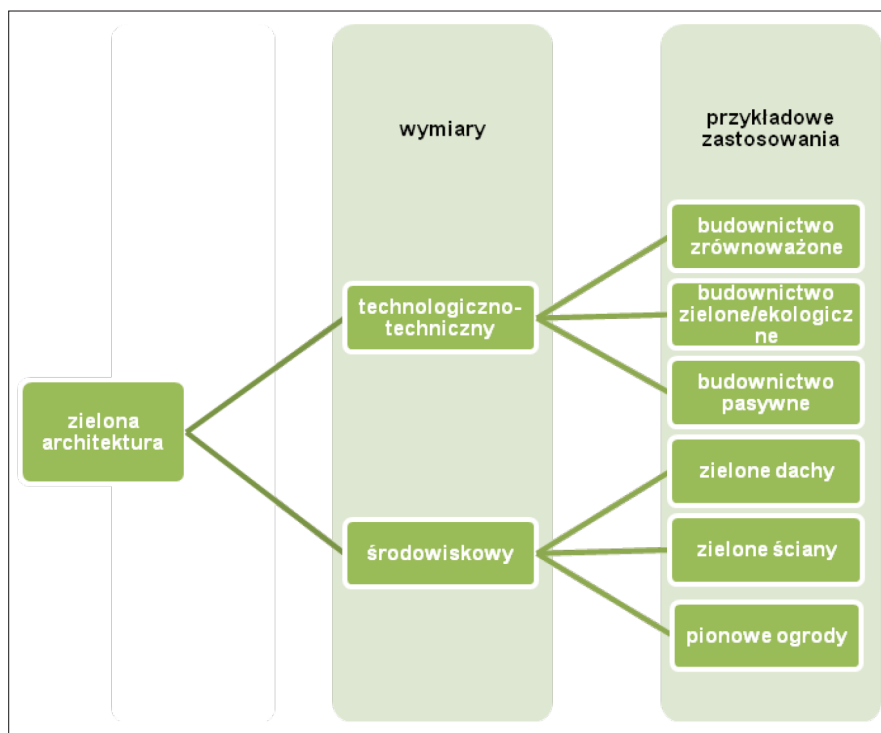 wymiary
przykładowe
zastosowania
zielona
architektura
technologiczno-
techniczny
środowiskowy
budownictwo
zrównoważone
budownictwo
zielone/ekologicz
ne
budownictwo
pasywne
zielone dachy
zielone ściany
pionowe ogrody